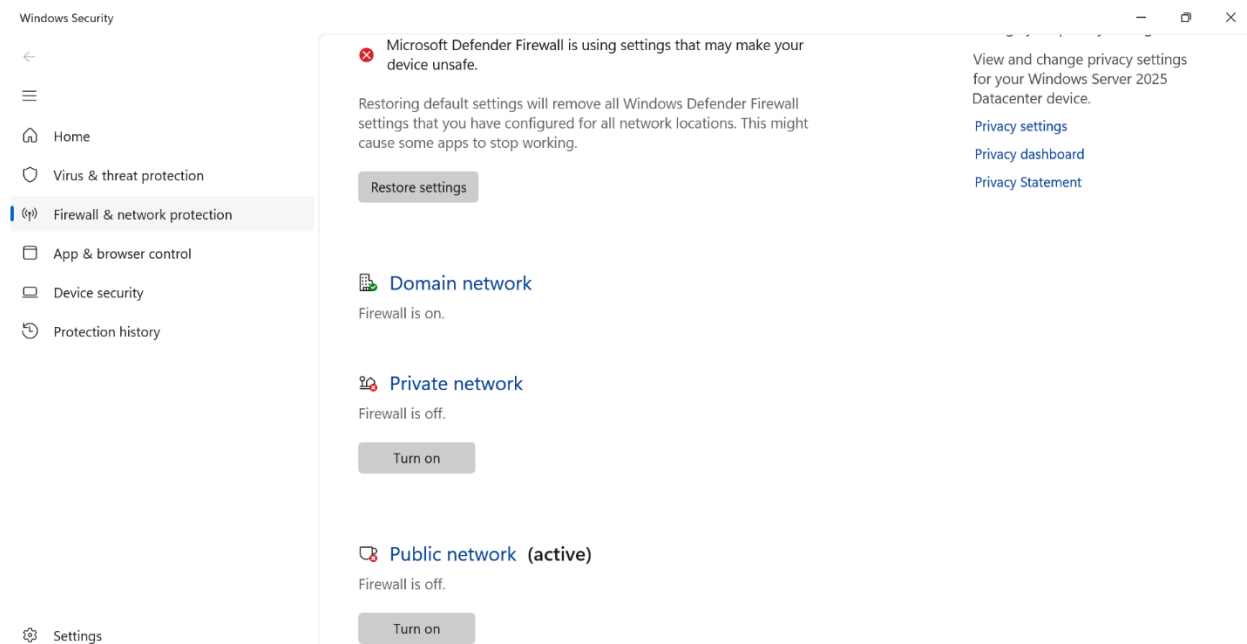 Windows Security
Home
Virus & threat protection
Firewall & network protection
App & browser control
Device security
Protection history
Settings
Microsoft Defender Firewall is using settings that may make your
device unsafe.
Restoring default settings will remove all Windows Defender Firewall
settings that you have configured for all network locations. This might
cause some apps to stop working.
Restore settings
Domain network
Firewall is on.
Private network
Firewall is off.
Turn on
Public network (active)
Firewall is off.
Turn on
View and change privacy settings
for your Windows Server 2025
Datacenter device.
Privacy settings
Privacy dashboard
Privacy Statement